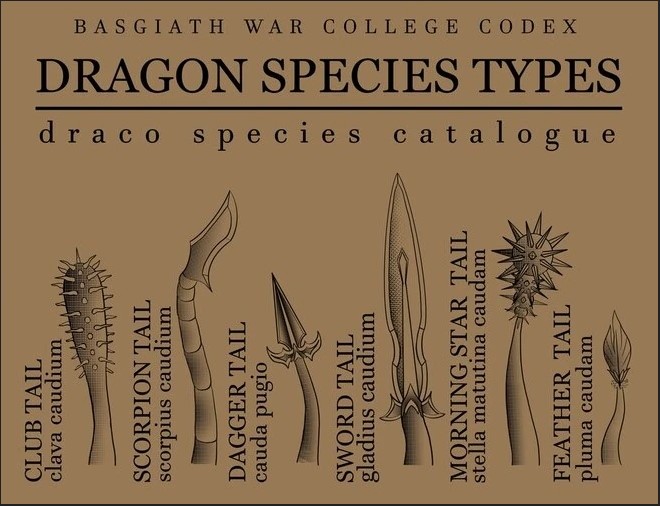 BASGIATH WAR COLLEGE CODEX
DRAGON SPECIES TYPES
draco species catalogue
CLUB TAIL
clava caudium
SCORPION TAIL
scorpius caudium
DAGGER TAIL
cauda pugio
SWORD TAIL
gladius caudium
MORNING STAR TAIL
stella matutina caudam
FEATHER TAIL
pluma caudam